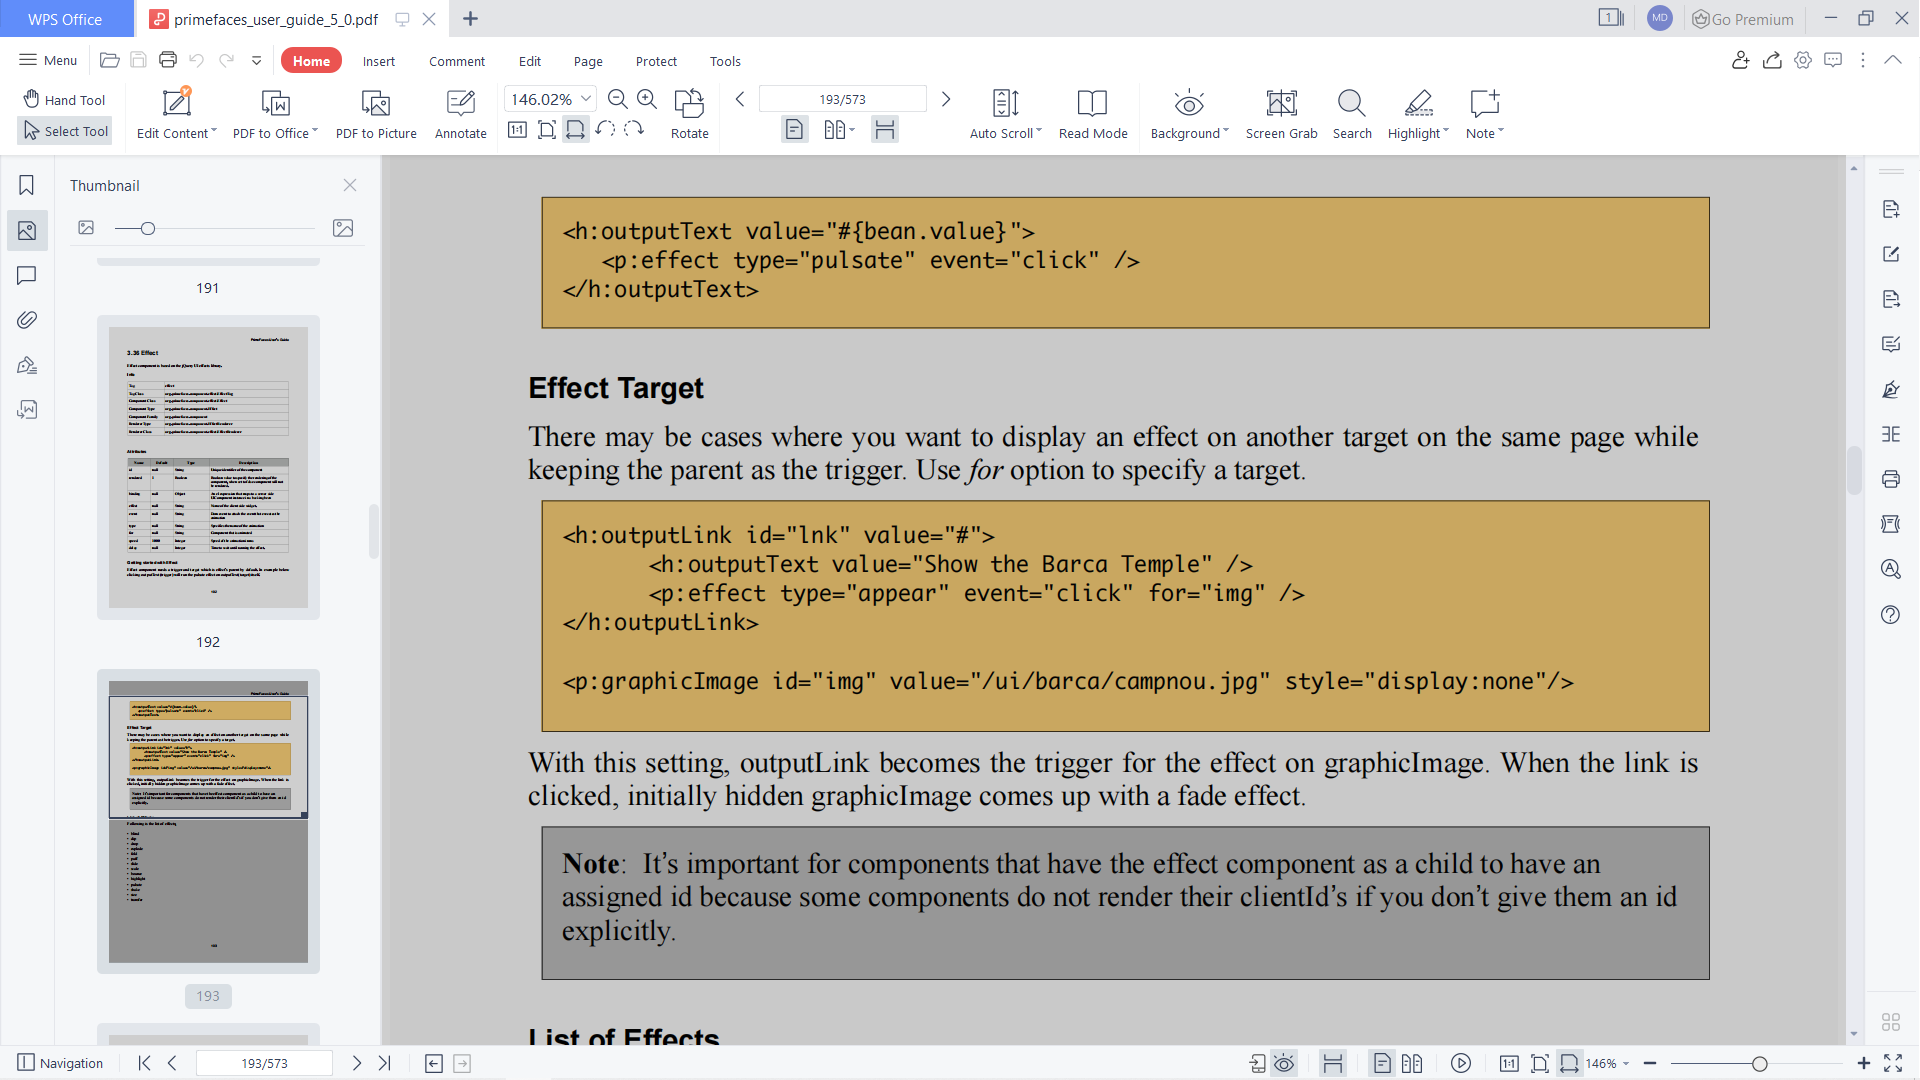 WPS Office
primefaces_user_guide_5_0.pdf
1
MD
Go Premium
Menu
Home
Insert
Comment
Edit
Page
Protect
Tools
Hand Tool
Select Tool
Edit Content
PDF to Office
PDF to Picture
Annotate
146.02%
1:1
Rotate
193/573
Auto Scroll
Read Mode
Background
Screen Grab
Search
Highlight
Note
Thumbnail
191
192
193
<h:outputText value="#{bean.value}">
<p:effect type="pulsate" event="click" />
</h:outputText>
Effect Target
There may be cases where you want to display an effect on another target on the same page while
keeping the parent as the trigger. Use for option to specify a target.
<h:outputLink id="lnk" value="#">
<h:outputText value="Show the Barca Temple" />
<p:effect type="appear" event="click" for="img" />
</h:outputLink>
<p:graphicImage id="img" value="/ui/barca/campnou.jpg" style="display:none"/>
With this setting, outputLink becomes the trigger for the effect on graphicImage. When the link is
clicked, initially hidden graphicImage comes up with a fade effect.
Note: It’s important for components that have the effect component as a child to have an
assigned id because some components do not render their clientId’s if you don’t give them an id
explicitly.
List of Effects
Navigation
193/573
1:1
146%